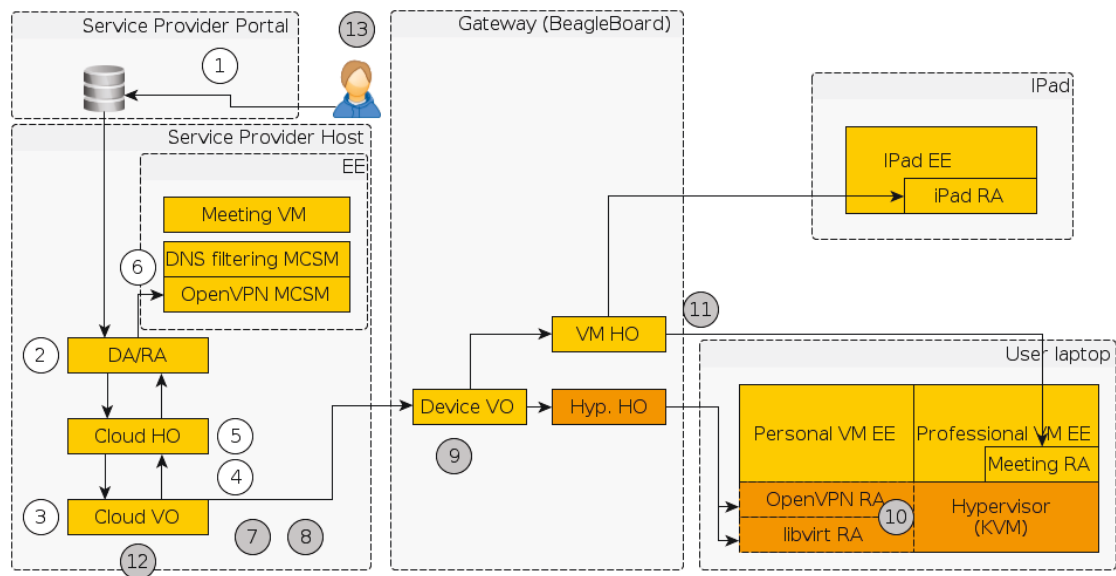 Service Provider Portal
1
13
Gateway (BeagleBoard)
IPad
IPad EE
iPad RA
Service Provider Host
EE
Meeting VM
DNS filtering MCSM
OpenVPN MCSM
6
2
DA/RA
Cloud HO
5
4
3
Cloud VO
7
8
12
VM HO
11
Device VO
Hyp. HO
9
User laptop
Personal VM EE
Professional VM EE
Meeting RA
OpenVPN RA
10
libvirt RA
Hypervisor
(KVM)